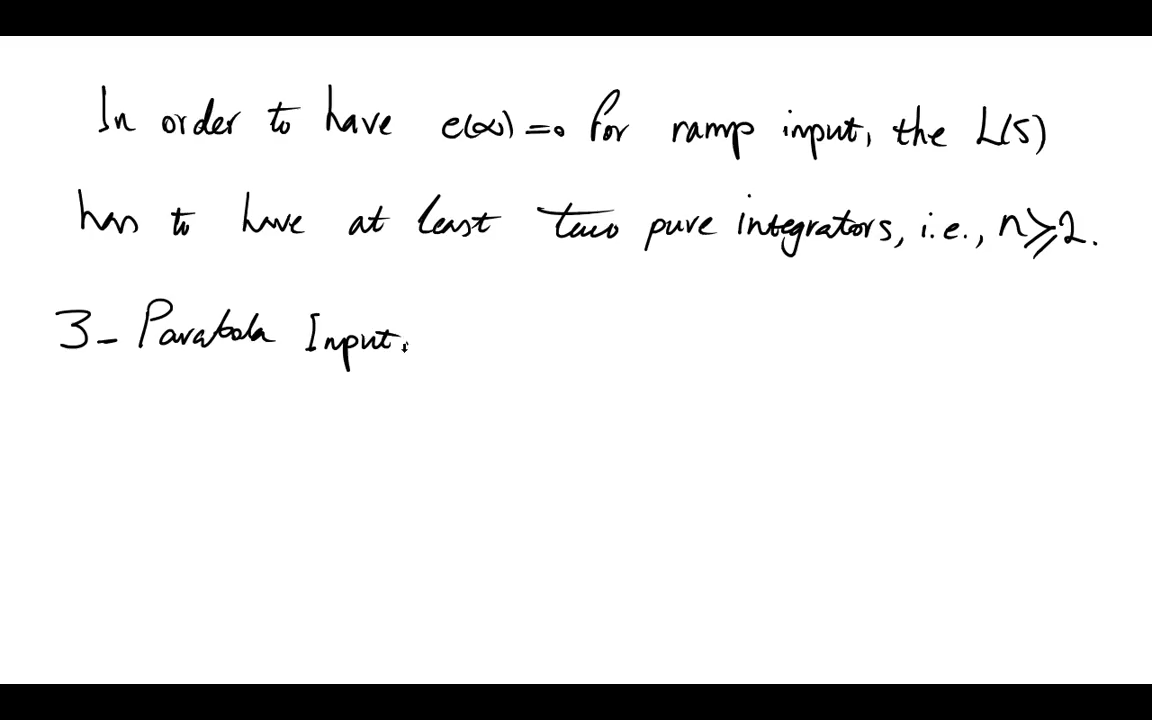 In order to have e(∞)=0 for ramp input, the L(s)
has to have at least two pure integrators, i.e., n⩾2.
3- Parabola Input.